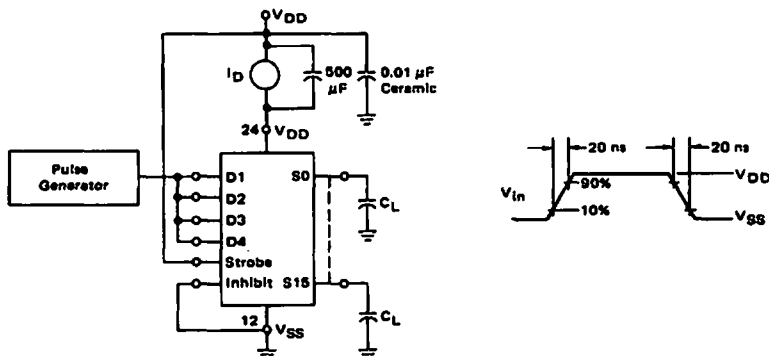 VDD
ID
500 µF
0.01 µF Ceramic
24 VDD
Pulse Generator
D1
D2
D3
D4
Strobe
Inhibit
S0
S15
CL
CL
12 VSS
20 ns
20 ns
Vin
90%
10%
VDD
VSS